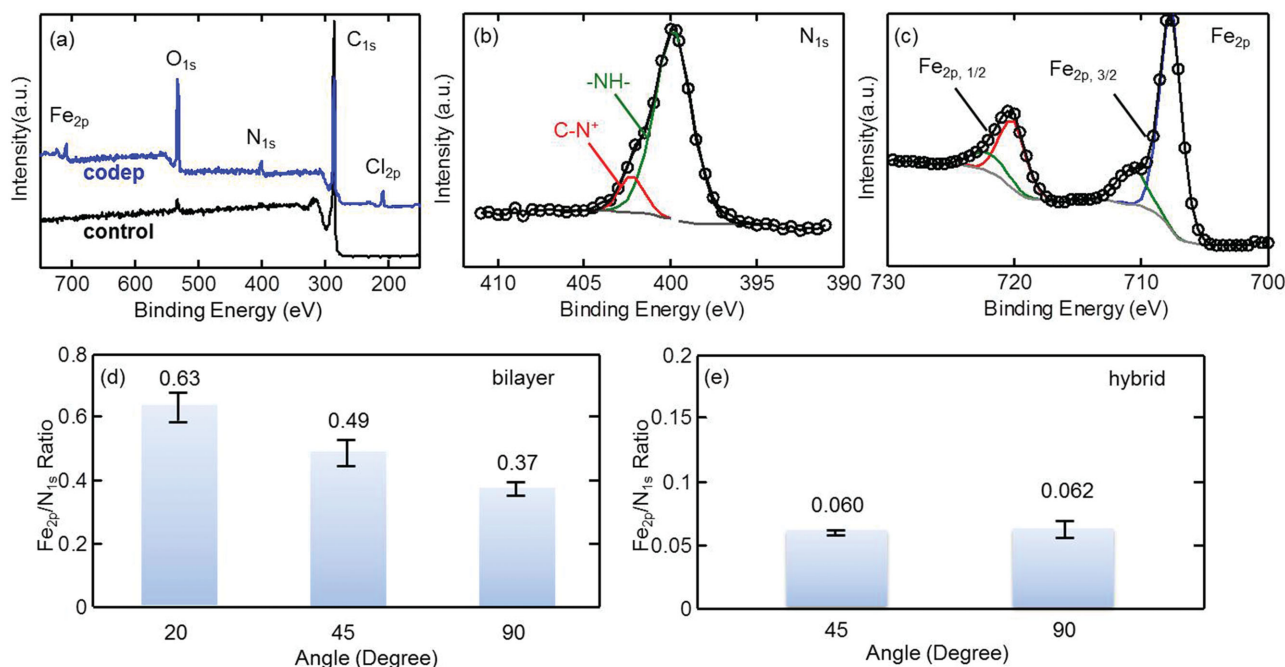 (a)
C1s
O1s
Fe2p
N1s
Cl2p
codep
control
Intensity(a.u.)
700 600 500 400 300 200
Binding Energy (eV)
(b)
N1s
-NH-
C-N+
Intensity (a.u.)
410 405 400 395 390
Binding Energy (eV)
(c)
Fe2p
Fe2p, 1/2
Fe2p, 3/2
Intensity (a.u.)
730 720 710 700
Binding Energy (eV)
(d)
bilayer
0.8
0.6
0.4
0.2
0
0.63
0.49
0.37
Fe2p/N1s Ratio
20 45 90
Angle (Degree)
(e)
hybrid
0.2
0.15
0.1
0.05
0
0.060
0.062
Fe2p/N1s Ratio
45 90
Angle (Degree)